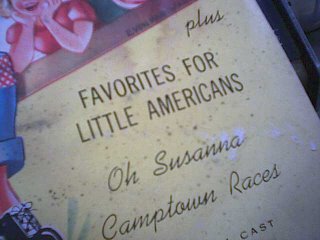 plus
FAVORITES FOR
LITTLE AMERICANS
Oh Susanna
Camptown Races
CAST